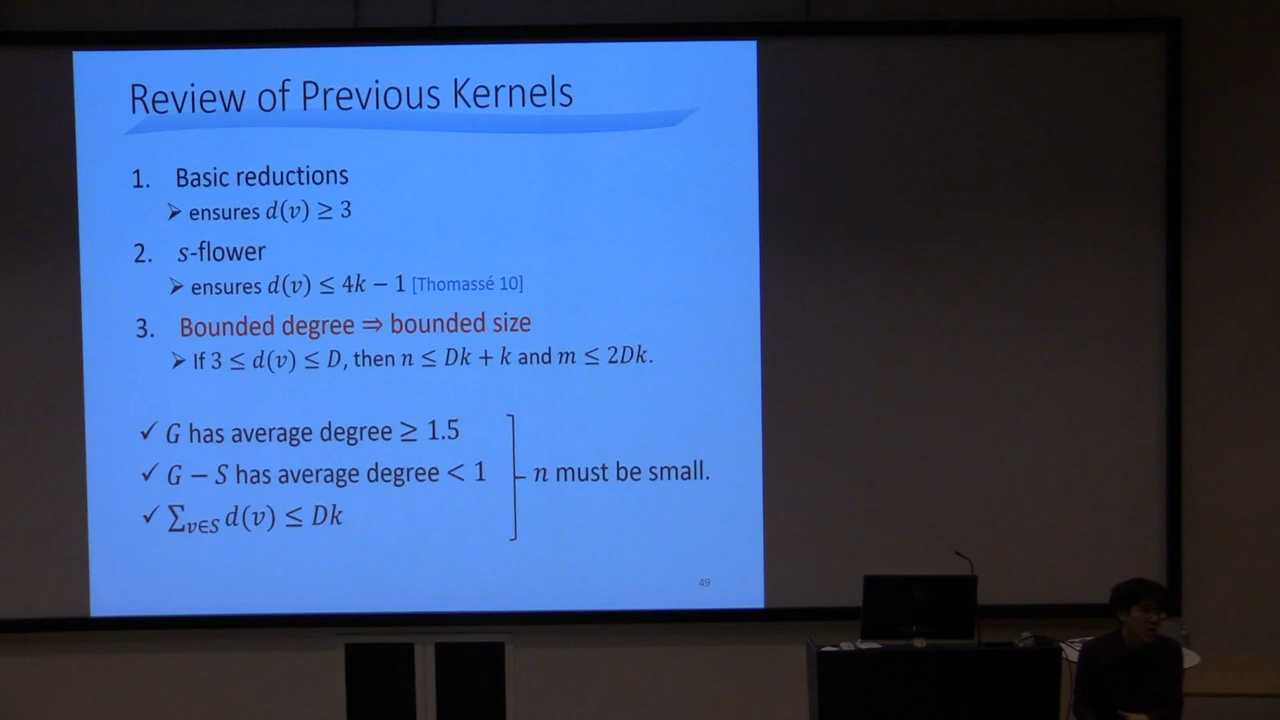 Review of Previous Kernels
1. Basic reductions
➢ ensures d(v) ≥ 3
2. s-flower
➢ ensures d(v) ≤ 4k − 1 [Thomassé 10]
3. Bounded degree ⇒ bounded size
➢ If 3 ≤ d(v) ≤ D, then n ≤ Dk + k and m ≤ 2Dk.
✓ G has average degree ≥ 1.5
✓ G − S has average degree < 1
n must be small.
✓ ∑v∈S d(v) ≤ Dk
49